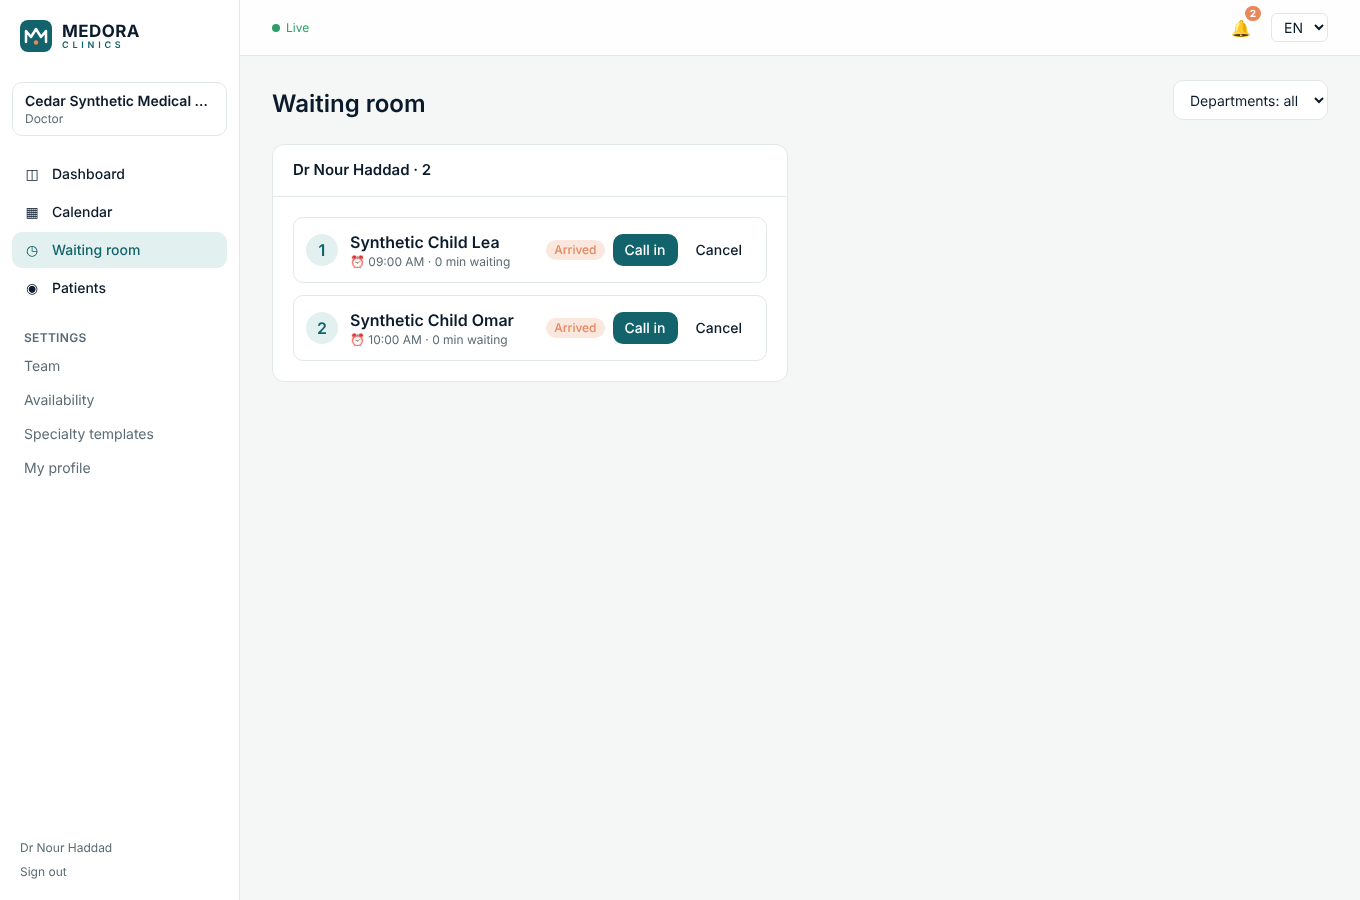 MEDORA
CLINICS
Cedar Synthetic Medical ...
Doctor
Dashboard
Calendar
Waiting room
Patients
SETTINGS
Team
Availability
Specialty templates
My profile
Dr Nour Haddad
Sign out
Live
2
EN
Waiting room
Departments: all
Dr Nour Haddad · 2
1
Synthetic Child Lea
09:00 AM · 0 min waiting
Arrived
Call in
Cancel
2
Synthetic Child Omar
10:00 AM · 0 min waiting
Arrived
Call in
Cancel